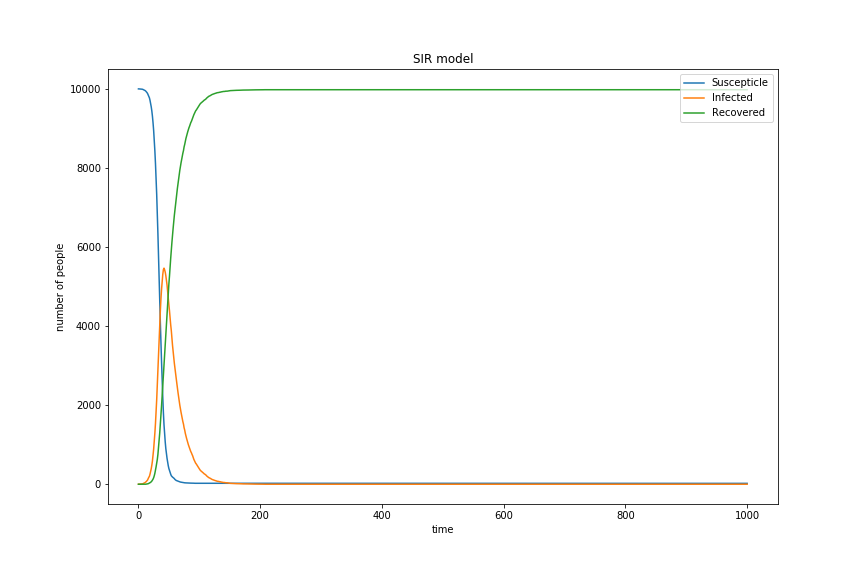 SIR model
Suscepticle
Infected
Recovered
number of people
10000
8000
6000
4000
2000
0
0 200 400 600 800 1000
time